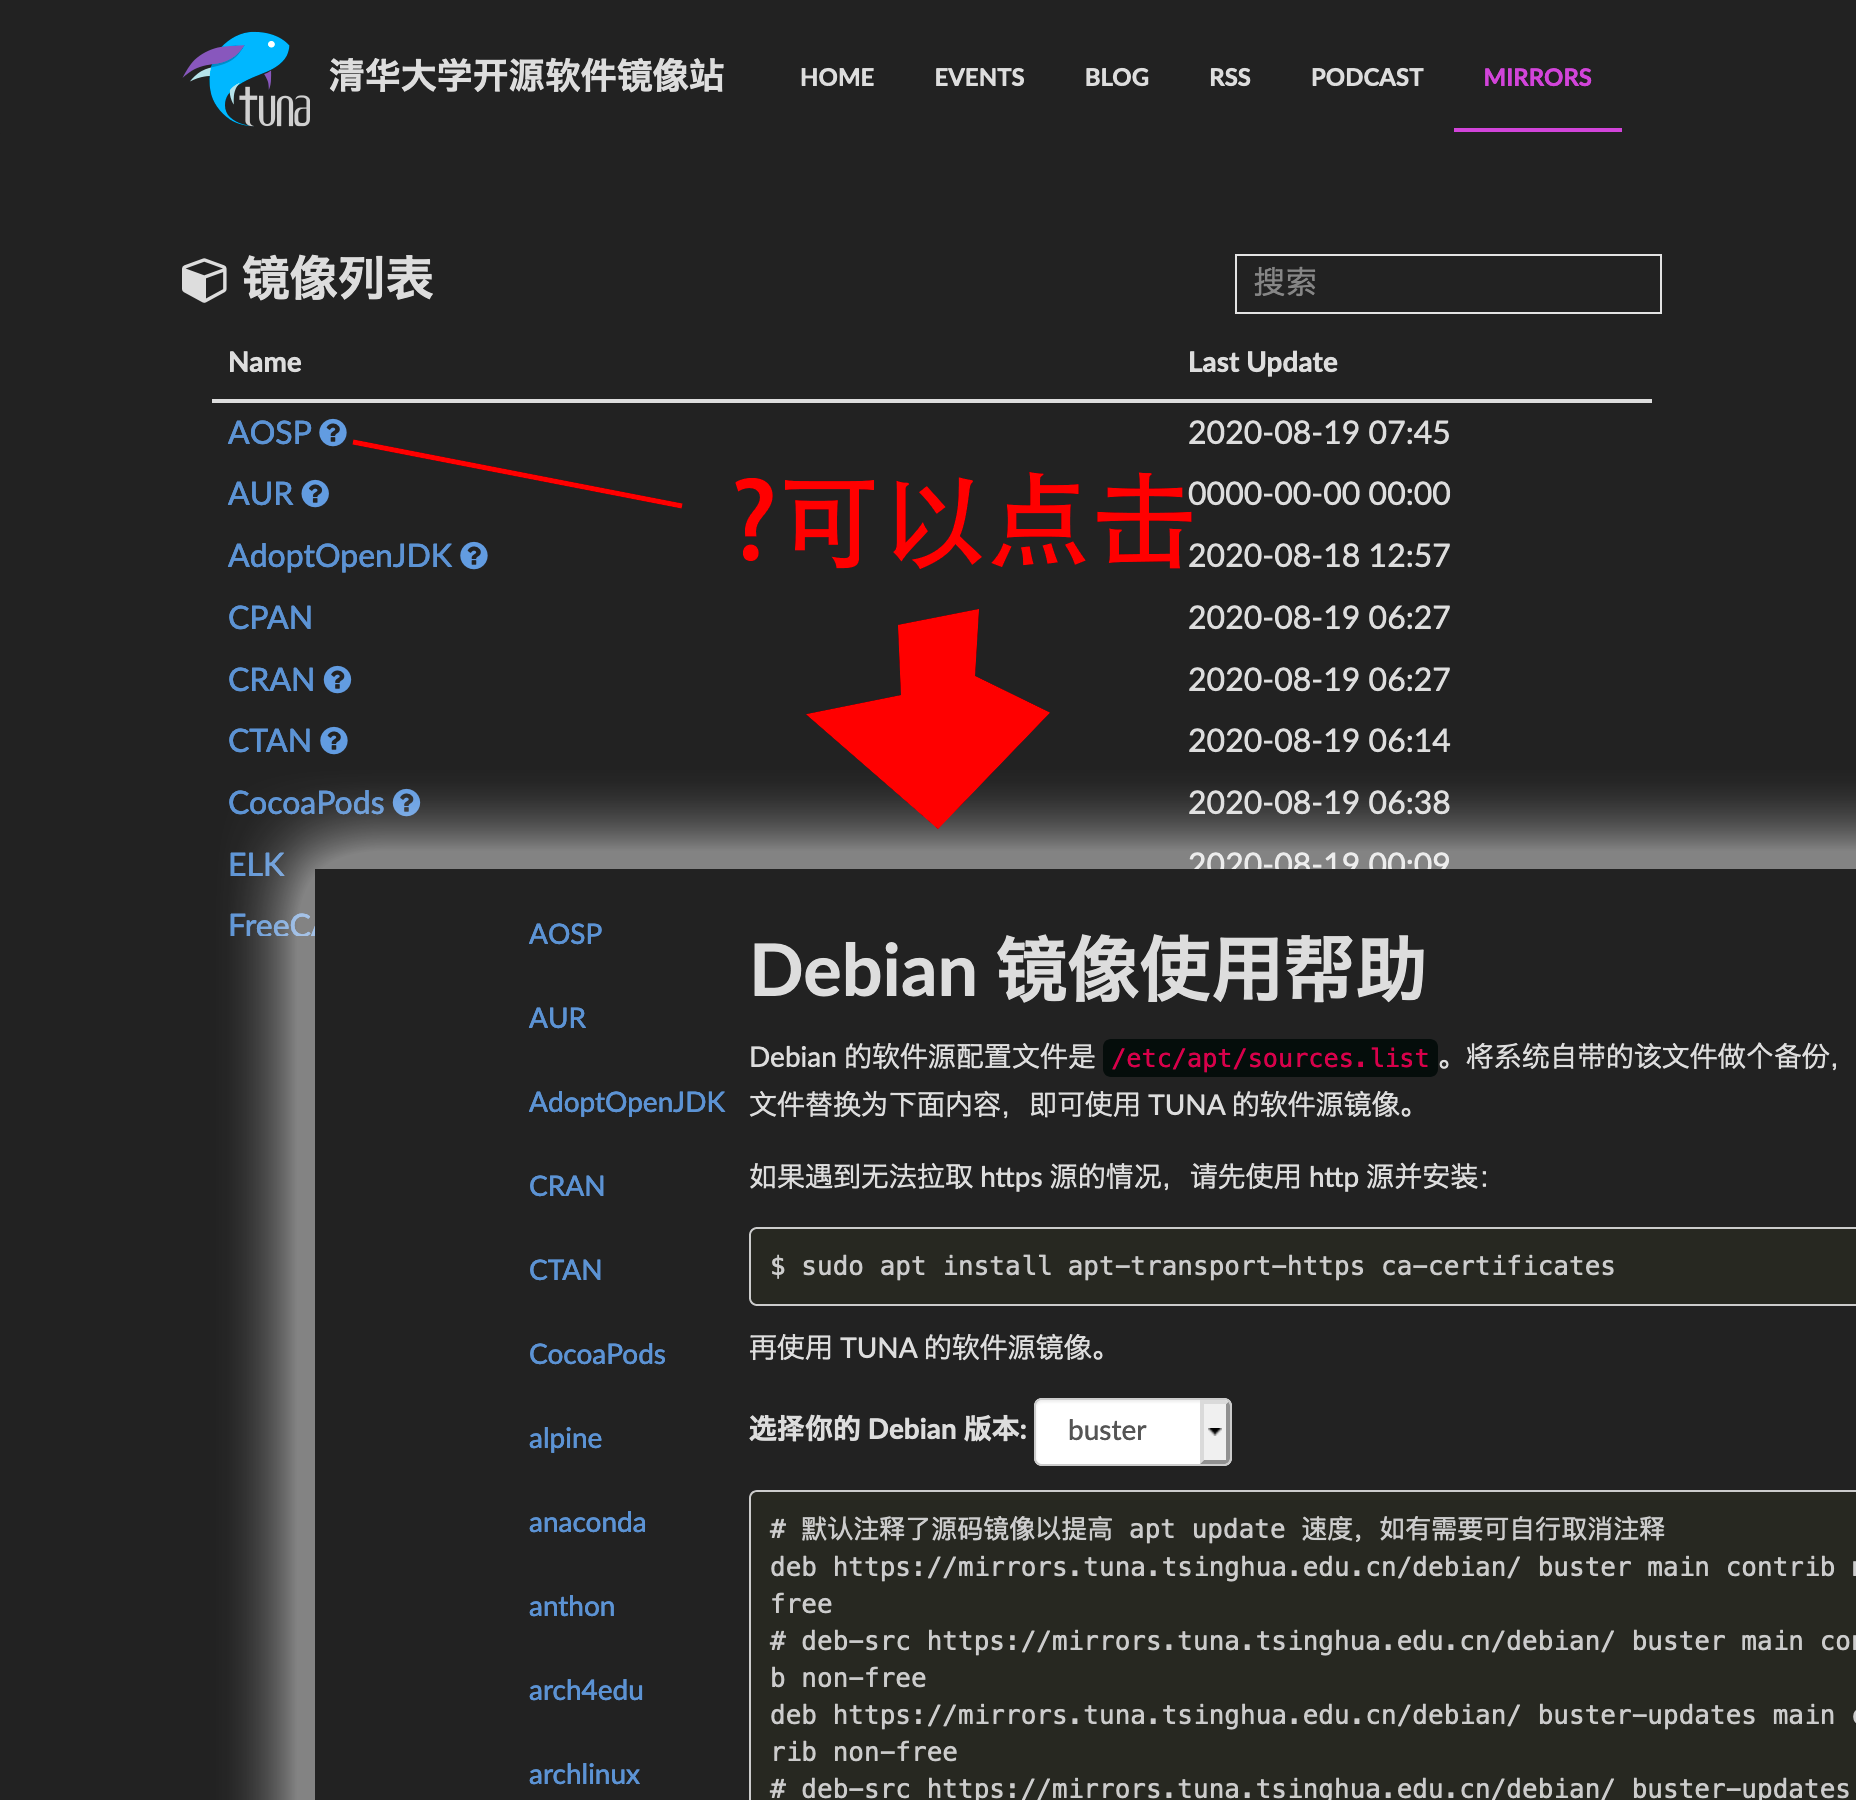 tuna
清华大学开源软件镜像站
HOME EVENTS BLOG RSS PODCAST MIRRORS
镜像列表
搜索
Name Last Update
AOSP ? 2020-08-19 07:45
AUR ? 0000-00-00 00:00
?可以点击
AdoptOpenJDK ? 2020-08-18 12:57
CPAN 2020-08-19 06:27
CRAN ? 2020-08-19 06:27
CTAN ? 2020-08-19 06:14
CocoaPods ? 2020-08-19 06:38
ELK 2020-08-19 00:09
FreeCA
AOSP
AUR
AdoptOpenJDK
CRAN
CTAN
CocoaPods
alpine
anaconda
anthon
arch4edu
archlinux
Debian 镜像使用帮助
Debian 的软件源配置文件是 /etc/apt/sources.list。将系统自带的该文件做个备份，
文件替换为下面内容，即可使用 TUNA 的软件源镜像。
如果遇到无法拉取 https 源的情况，请先使用 http 源并安装：
$ sudo apt install apt-transport-https ca-certificates
再使用 TUNA 的软件源镜像。
选择你的 Debian 版本: buster
# 默认注释了源码镜像以提高 apt update 速度，如有需要可自行取消注释
deb https://mirrors.tuna.tsinghua.edu.cn/debian/ buster main contrib
free
# deb-src https://mirrors.tuna.tsinghua.edu.cn/debian/ buster main con
b non-free
deb https://mirrors.tuna.tsinghua.edu.cn/debian/ buster-updates main
rib non-free
# deb-src https://mirrors.tuna.tsinghua.edu.cn/debian/ buster-updates